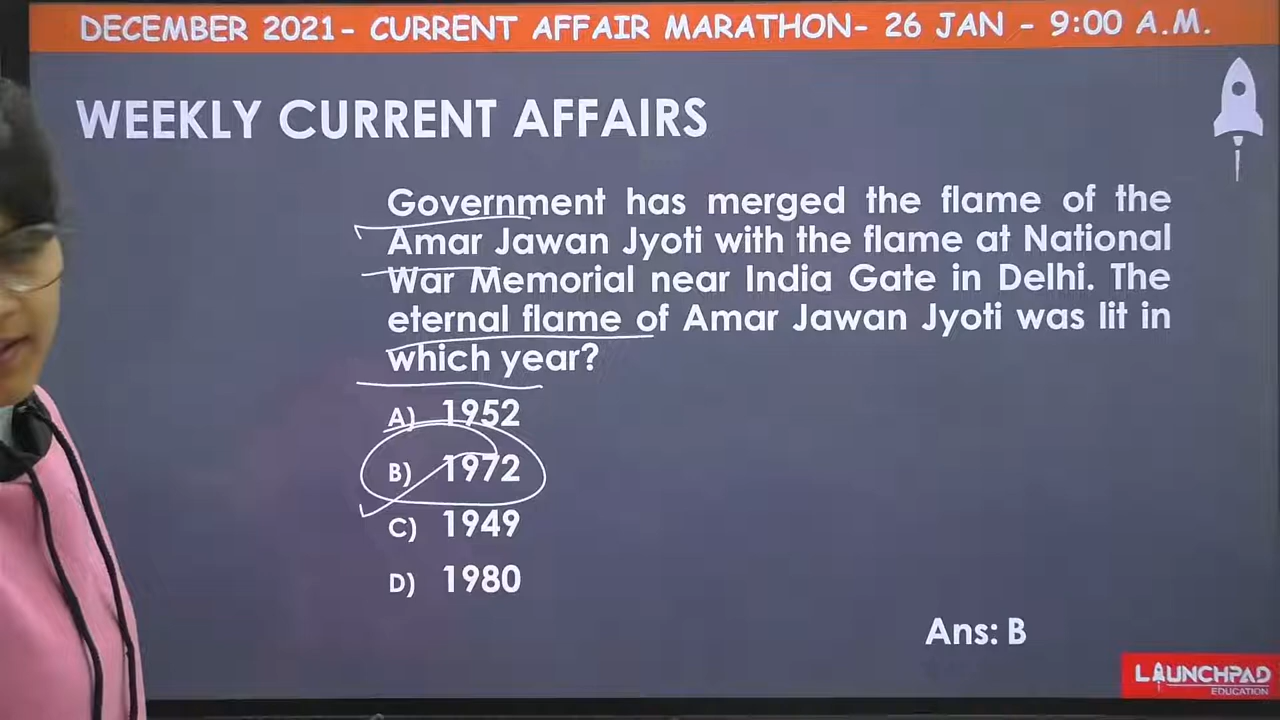 DECEMBER 2021- CURRENT AFFAIR MARATHON- 26 JAN - 9:00 A.M.
WEEKLY CURRENT AFFAIRS
Government has merged the flame of the
Amar Jawan Jyoti with the flame at National
War Memorial near India Gate in Delhi. The
eternal flame of Amar Jawan Jyoti was lit in
which year?
A) 1952
B) 1972
C) 1949
D) 1980
Ans: B
LAUNCHPAD
EDUCATION